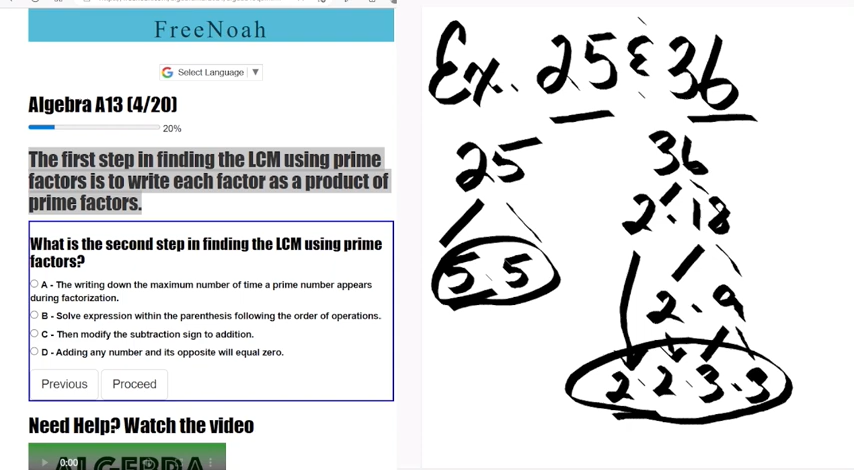 FreeNoah
Select Language ▼
Algebra A13 (4/20)
20%
The first step in finding the LCM using prime
factors is to write each factor as a product of
prime factors.
What is the second step in finding the LCM using prime
factors?
A - The writing down the maximum number of time a prime number appears
during factorization.
B - Solve expression within the parenthesis following the order of operations.
C - Then modify the subtraction sign to addition.
D - Adding any number and its opposite will equal zero.
Previous Proceed
Need Help? Watch the video
0:00
ALGEBRA
Ex. 25 & 36
25 36
2 · 18
5 · 5
2 · 9
2 · 2 · 3 · 3